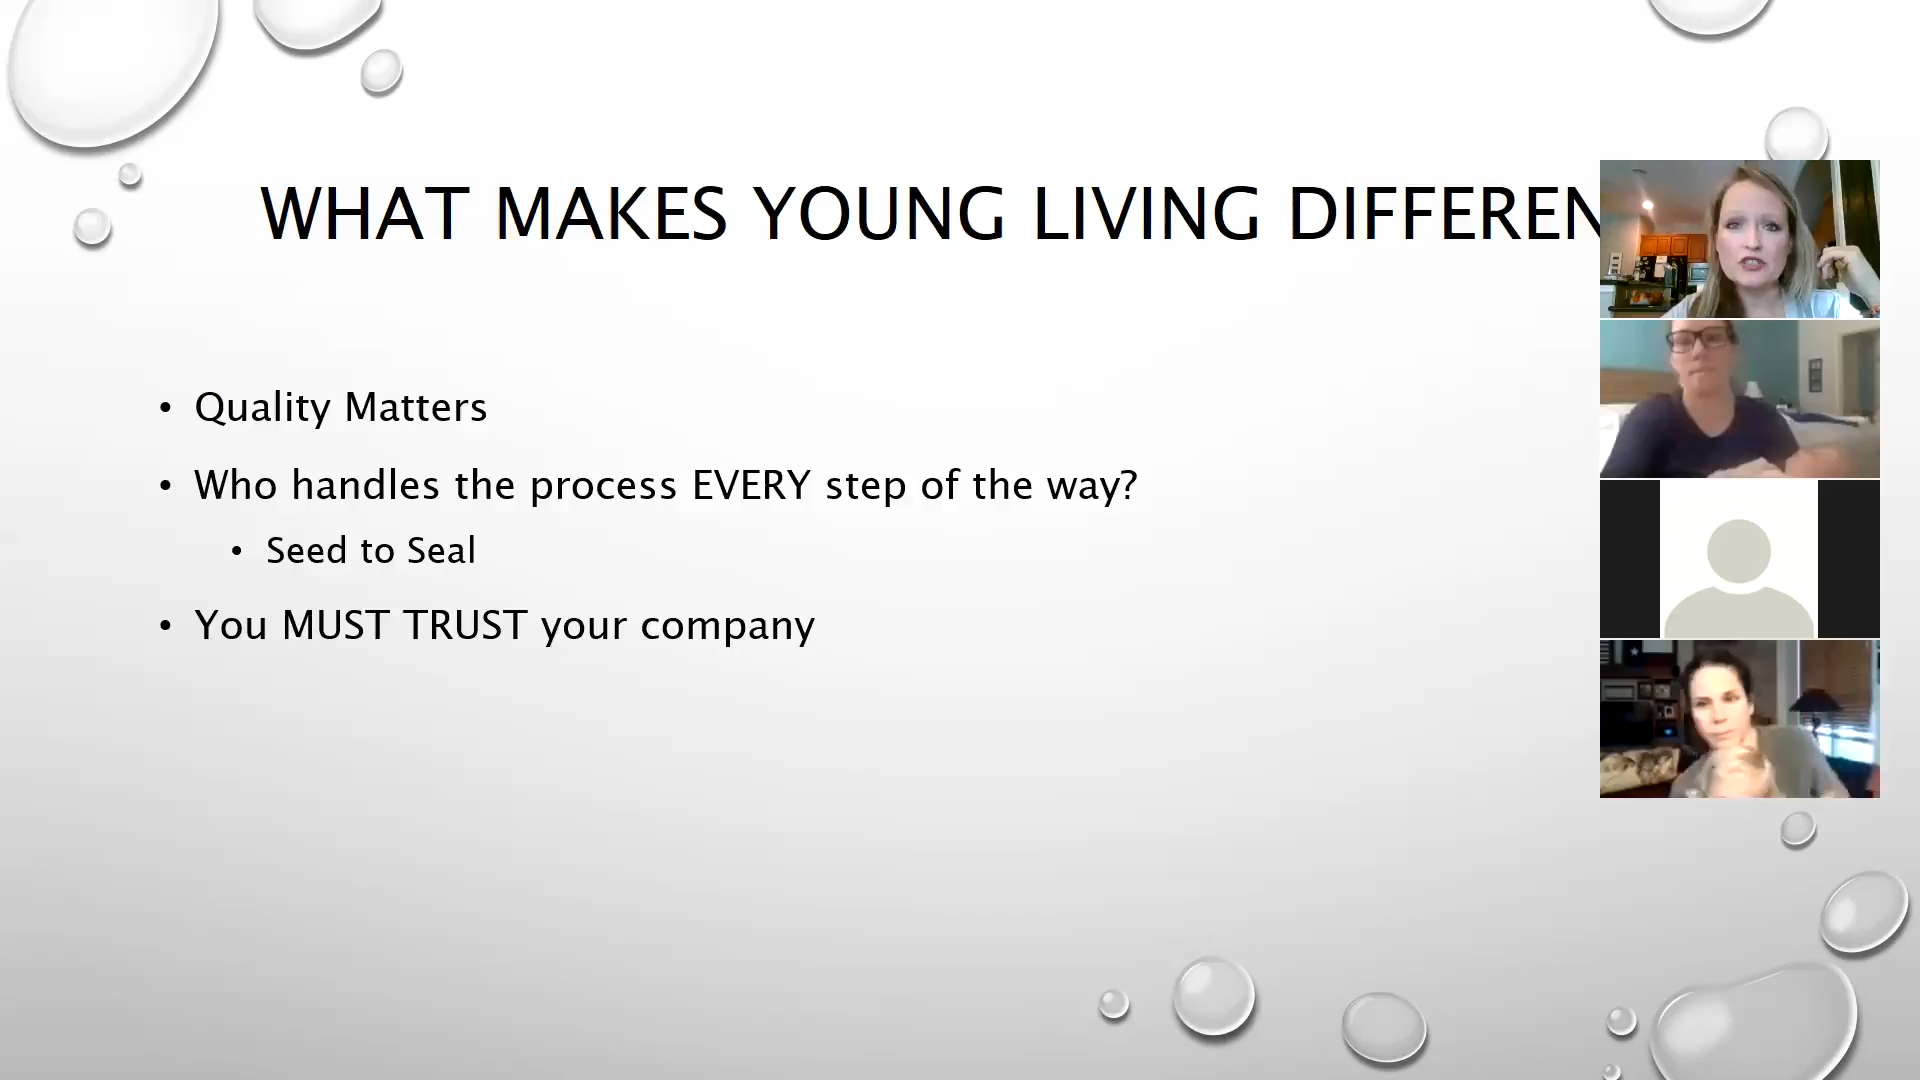 WHAT MAKES YOUNG LIVING DIFFEREN
• Quality Matters
• Who handles the process EVERY step of the way?
• Seed to Seal
• You MUST TRUST your company